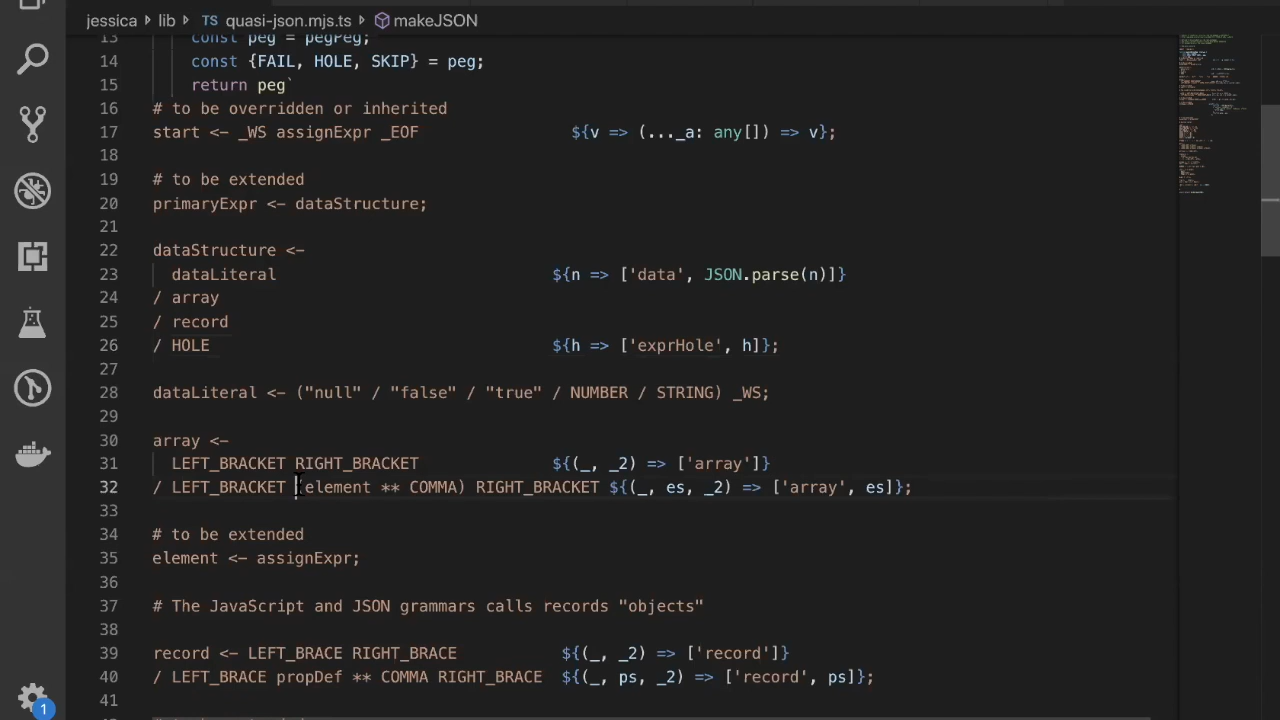 jessica > lib > TS quasi-json.mjs.ts > makeJSON
13 const peg = pegPeg;
14 const {FAIL, HOLE, SKIP} = peg;
15 return peg`
16 # to be overridden or inherited
17 start <- _WS assignExpr _EOF ${v => (..._a: any[]) => v};
18
19 # to be extended
20 primaryExpr <- dataStructure;
21
22 dataStructure <-
23 dataLiteral ${n => ['data', JSON.parse(n)]}
24 / array
25 / record
26 / HOLE ${h => ['exprHole', h]};
27
28 dataLiteral <- ("null" / "false" / "true" / NUMBER / STRING) _WS;
29
30 array <-
31 LEFT_BRACKET RIGHT_BRACKET ${(_, _2) => ['array']}
32 / LEFT_BRACKET (element ** COMMA) RIGHT_BRACKET ${(_, es, _2) => ['array', es]};
33
34 # to be extended
35 element <- assignExpr;
36
37 # The JavaScript and JSON grammars calls records "objects"
38
39 record <- LEFT_BRACE RIGHT_BRACE ${(_, _2) => ['record']}
40 / LEFT_BRACE propDef ** COMMA RIGHT_BRACE ${(_, ps, _2) => ['record', ps]};
41
1